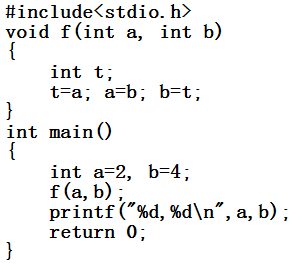 #include<stdio.h>
void f(int a, int b)
{
    int t;
    t=a; a=b; b=t;
}
int main()
{
    int a=2, b=4;
    f(a,b);
    printf("%d,%d\n",a,b);
    return 0;
}